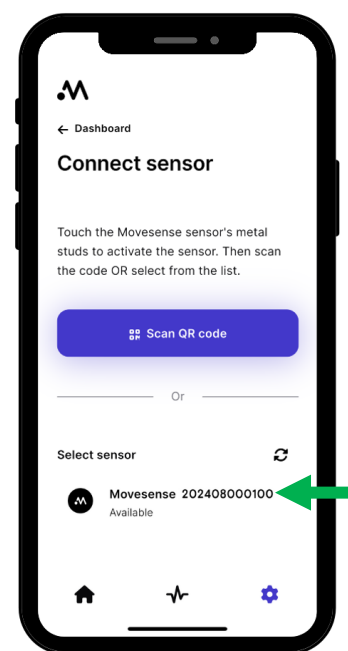 ← Dashboard
Connect sensor
Touch the Movesense sensor's metal
studs to activate the sensor. Then scan
the code OR select from the list.
Scan QR code
Or
Select sensor
Movesense 202408000100
Available